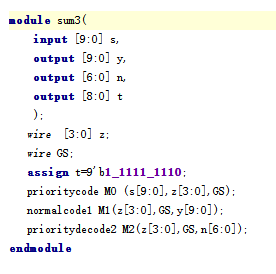 module sum3(
input [9:0] s,
output [9:0] y,
output [6:0] n,
output [8:0] t
);
wire [3:0] z;
wire GS;
assign t=9'b1_1111_1110;
prioritycode M0 (s[9:0],z[3:0],GS);
normalcode1 M1(z[3:0],GS,y[9:0]);
prioritydecode2 M2(z[3:0],GS,n[6:0]);
endmodule